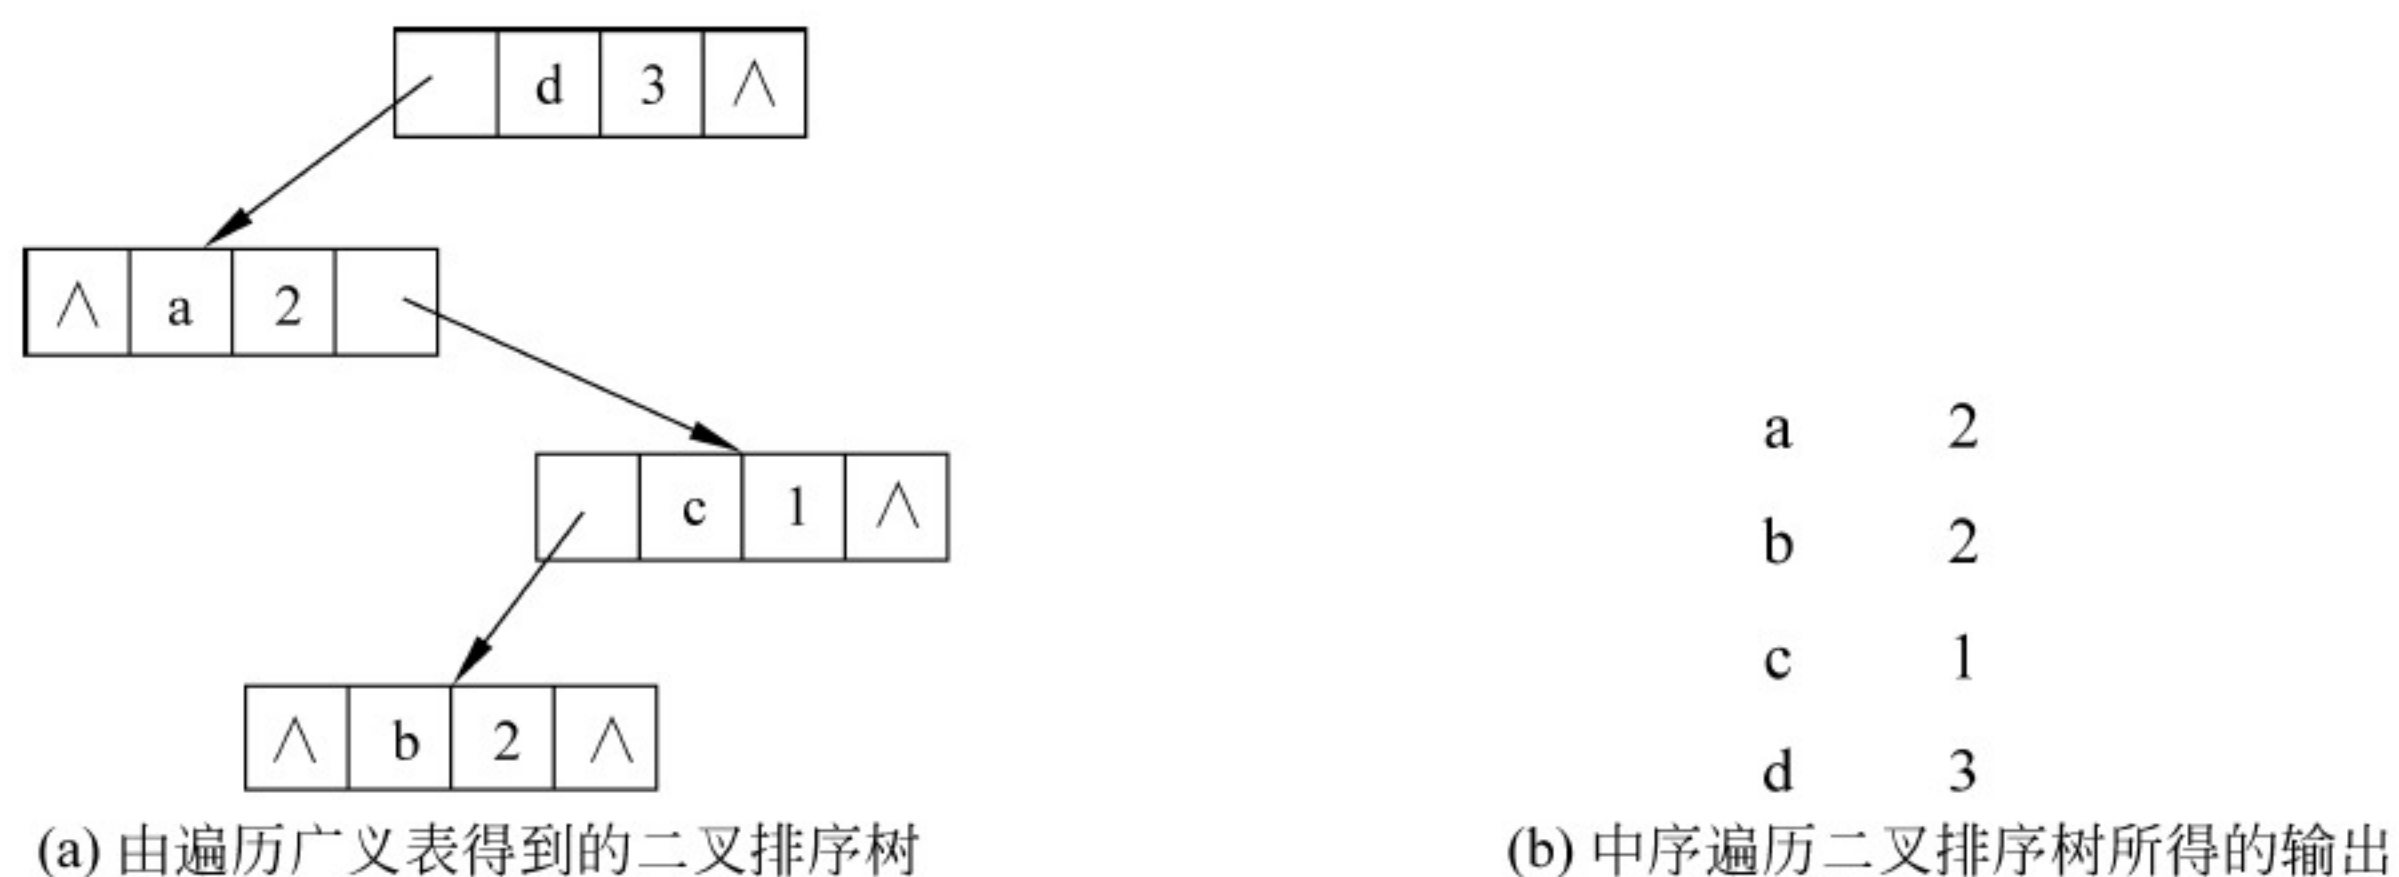 d 3 ∧
∧ a 2
c 1 ∧
∧ b 2 ∧
(a) 由遍历广义表得到的二叉排序树
a 2
b 2
c 1
d 3
(b) 中序遍历二叉排序树所得的输出